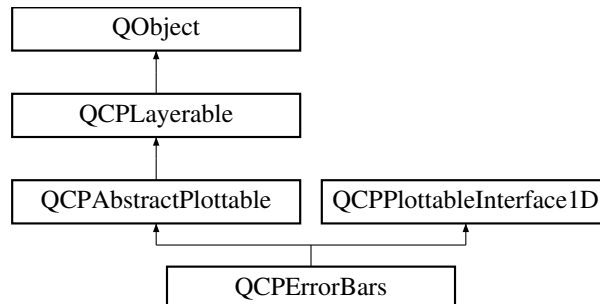 QObject
QCPLayerable
QCPAbstractPlottable
QCPPlottableInterface1D
QCPErrorBars